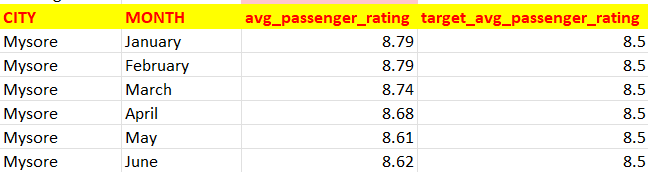 CITY MONTH avg_passenger_rating target_avg_passenger_rating
Mysore January 8.79 8.5
Mysore February 8.79 8.5
Mysore March 8.74 8.5
Mysore April 8.68 8.5
Mysore May 8.61 8.5
Mysore June 8.62 8.5